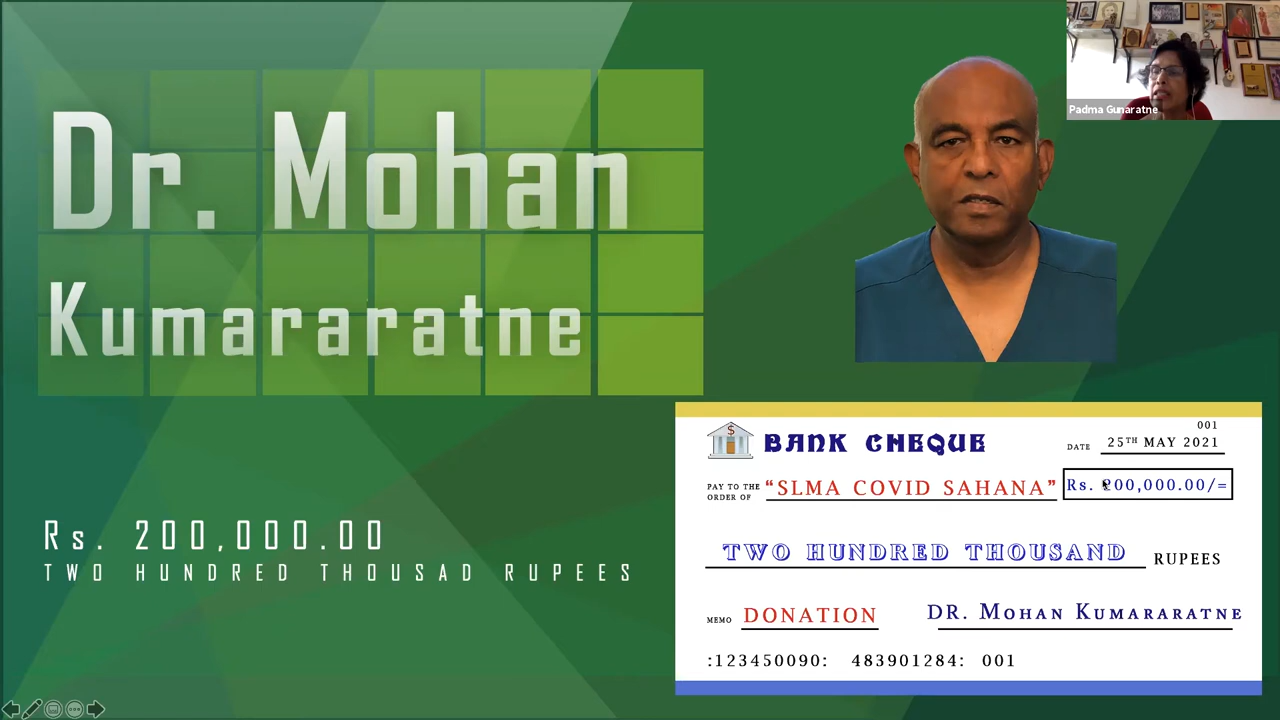 Dr. Mohan
Kumararatne
Rs. 200,000.00
TWO HUNDRED THOUSAD RUPEES
Padma Gunaratne
001
BANK CHEQUE
DATE 25TH MAY 2021
PAY TO THE
ORDER OF "SLMA COVID SAHANA" Rs. 200,000.00/=
TWO HUNDRED THOUSAND RUPEES
MEMO DONATION DR. MOHAN KUMARARATNE
:123450090: 483901284: 001